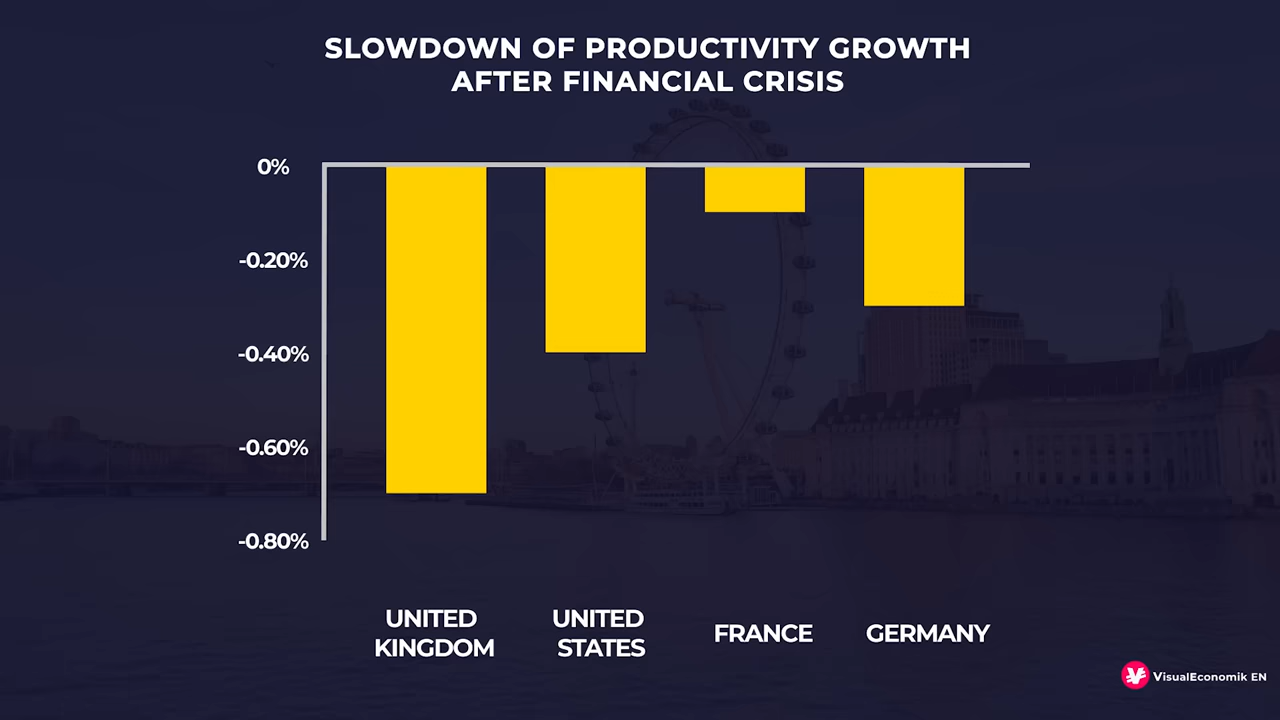 SLOWDOWN OF PRODUCTIVITY GROWTH
AFTER FINANCIAL CRISIS
0%
-0.20%
-0.40%
-0.60%
-0.80%
UNITED
KINGDOM
UNITED
STATES
FRANCE
GERMANY
VisualEconomik EN